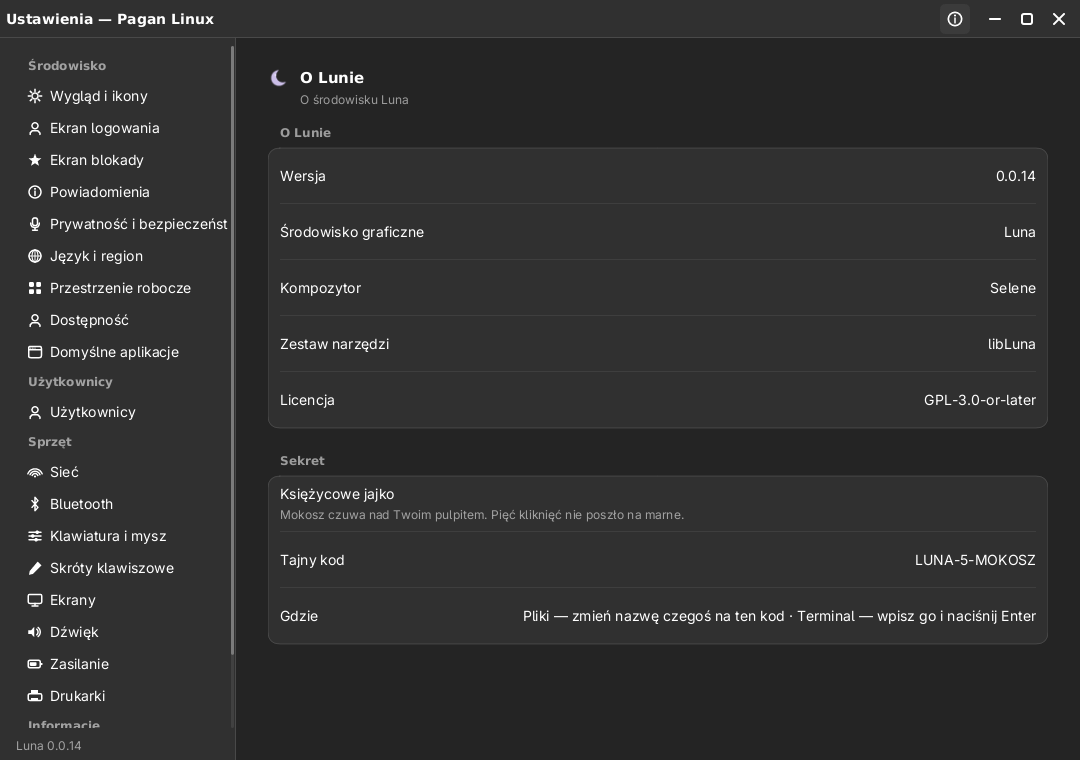 Ustawienia — Pagan Linux
Środowisko
Wygląd i ikony
Ekran logowania
Ekran blokady
Powiadomienia
Prywatność i bezpieczeńst
Język i region
Przestrzenie robocze
Dostępność
Domyślne aplikacje
Użytkownicy
Użytkownicy
Sprzęt
Sieć
Bluetooth
Klawiatura i mysz
Skróty klawiszowe
Ekrany
Dźwięk
Zasilanie
Drukarki
Informacje
Luna 0.0.14
O Lunie
O środowisku Luna
O Lunie
Wersja 0.0.14
Środowisko graficzne Luna
Kompozytor Selene
Zestaw narzędzi libLuna
Licencja GPL-3.0-or-later
Sekret
Księżycowe jajko
Mokosz czuwa nad Twoim pulpitem. Pięć kliknięć nie poszło na marne.
Tajny kod LUNA-5-MOKOSZ
Gdzie Pliki — zmień nazwę czegoś na ten kod · Terminal — wpisz go i naciśnij Enter